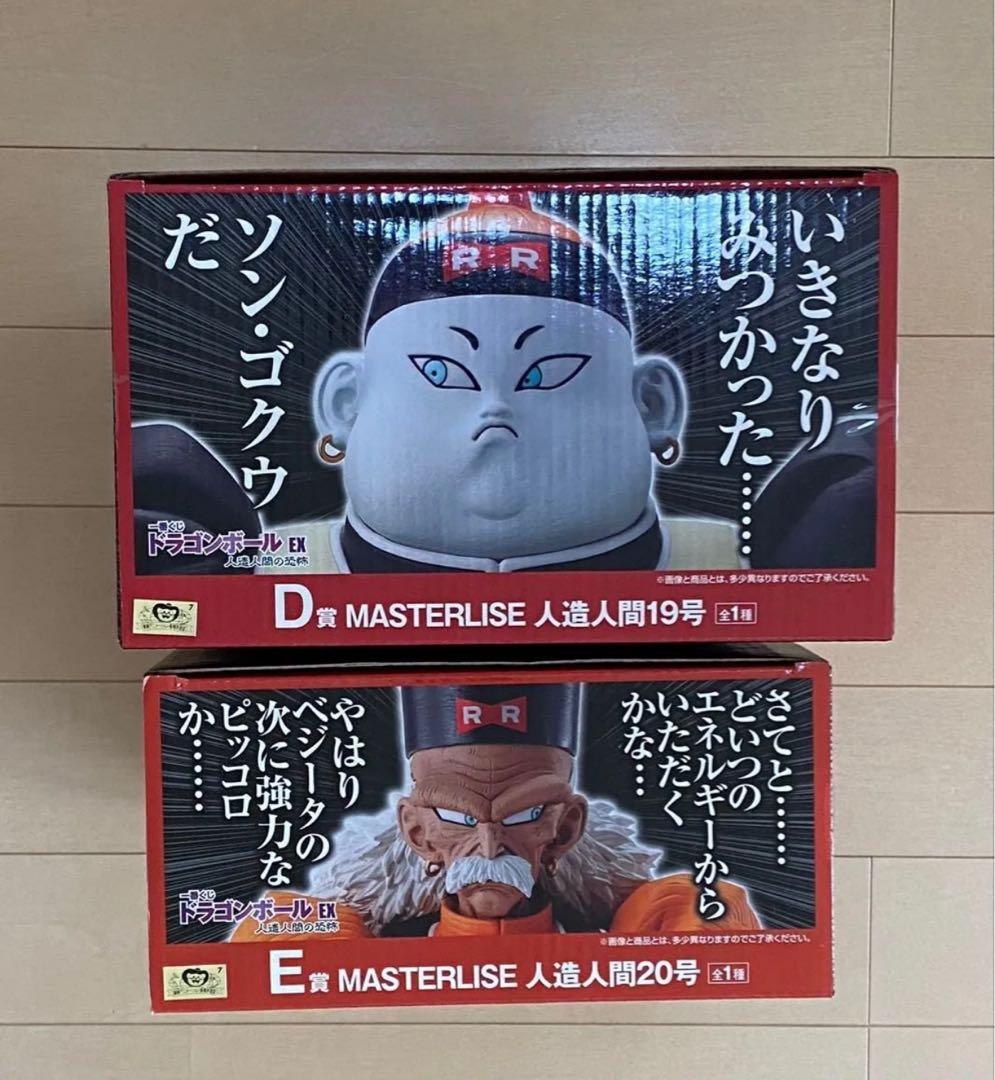 いきなり
みつかった……
ソン・ゴクウ
だ
R R
一番くじ
ドラゴンボール EX
人造人間の恐怖
※画像と商品とは、多少異なりますのでご了承ください。
D賞 MASTERLISE 人造人間19号 全1種
7
さてと……
どいつの
エネルギーから
いただく
かな…
やはり
ベジータの
次に強力な
ピッコロ
か……
R R
一番くじ
ドラゴンボール EX
人造人間の恐怖
※画像と商品とは、多少異なりますのでご了承ください。
E賞 MASTERLISE 人造人間20号 全1種
7